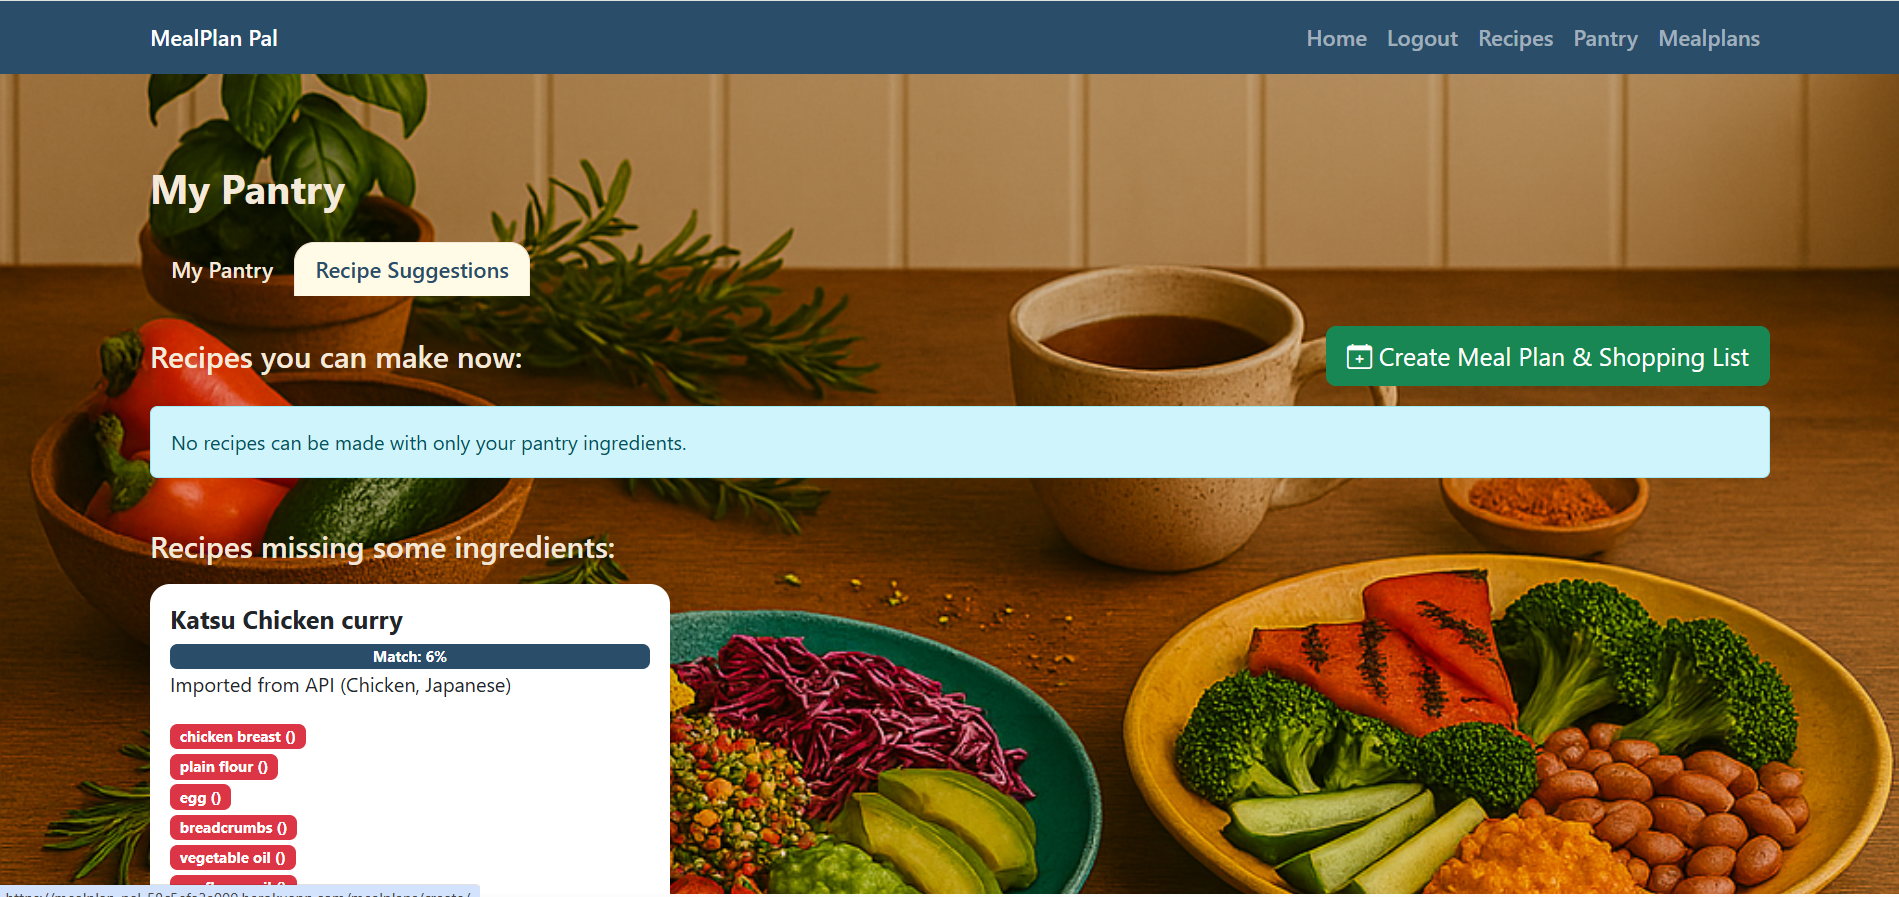 MealPlan Pal
Home Logout Recipes Pantry Mealplans
My Pantry
My Pantry Recipe Suggestions
Recipes you can make now:
Create Meal Plan & Shopping List
No recipes can be made with only your pantry ingredients.
Recipes missing some ingredients:
Katsu Chicken curry
Match: 6%
Imported from API (Chicken, Japanese)
chicken breast ()
plain flour ()
egg ()
breadcrumbs ()
vegetable oil ()